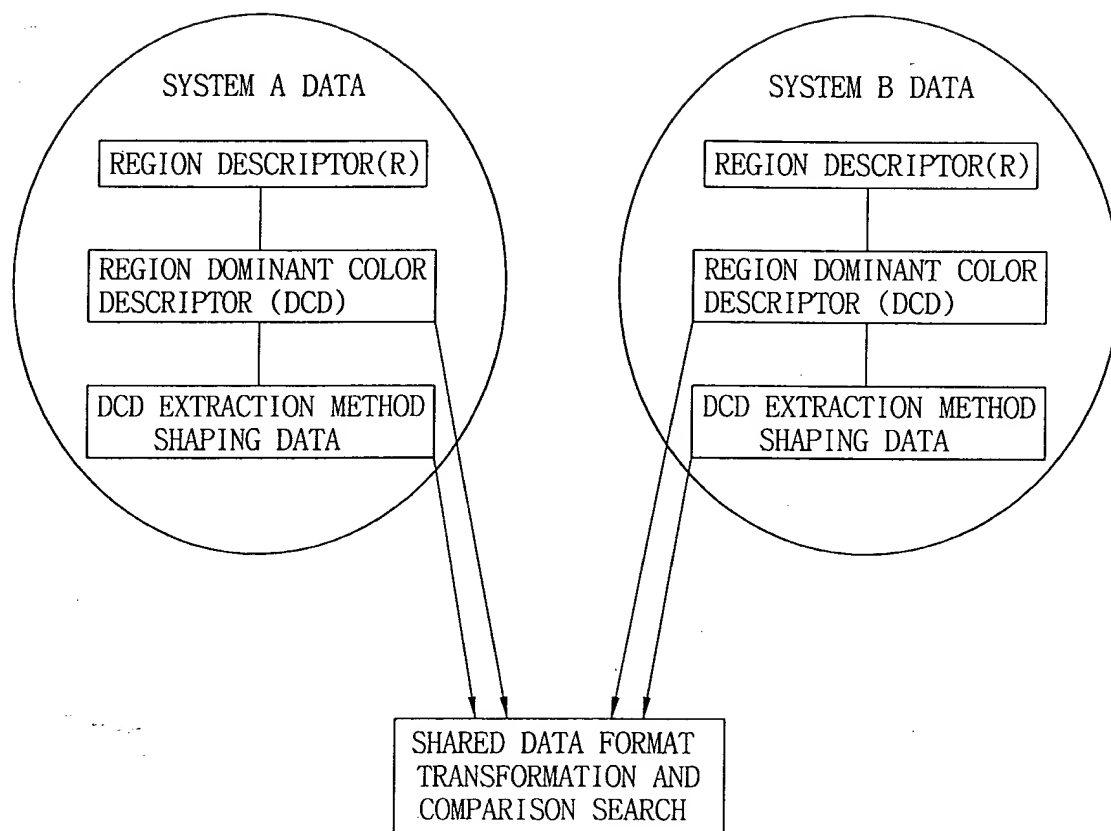 SYSTEM A DATA
REGION DESCRIPTOR(R)
REGION DOMINANT COLOR
DESCRIPTOR (DCD)
DCD EXTRACTION METHOD
SHAPING DATA
SYSTEM B DATA
REGION DESCRIPTOR(R)
REGION DOMINANT COLOR
DESCRIPTOR (DCD)
DCD EXTRACTION METHOD
SHAPING DATA
SHARED DATA FORMAT
TRANSFORMATION AND
COMPARISON SEARCH